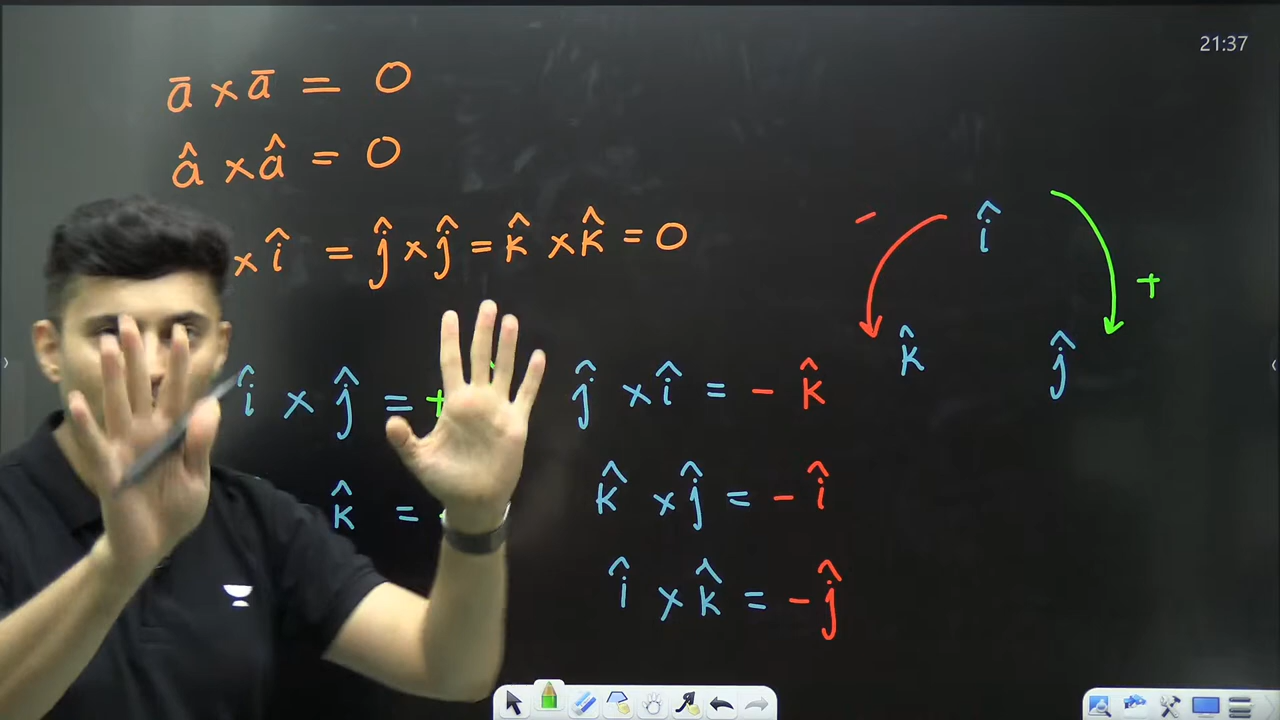 21:37
ā × ā = 0
â × â = 0
× î = ĵ × ĵ = k̂ × k̂ = 0
î × ĵ = +
ĵ × î = - k̂
k̂ =
k̂ × ĵ = - î
î × k̂ = - ĵ
- î +
k̂ ĵ